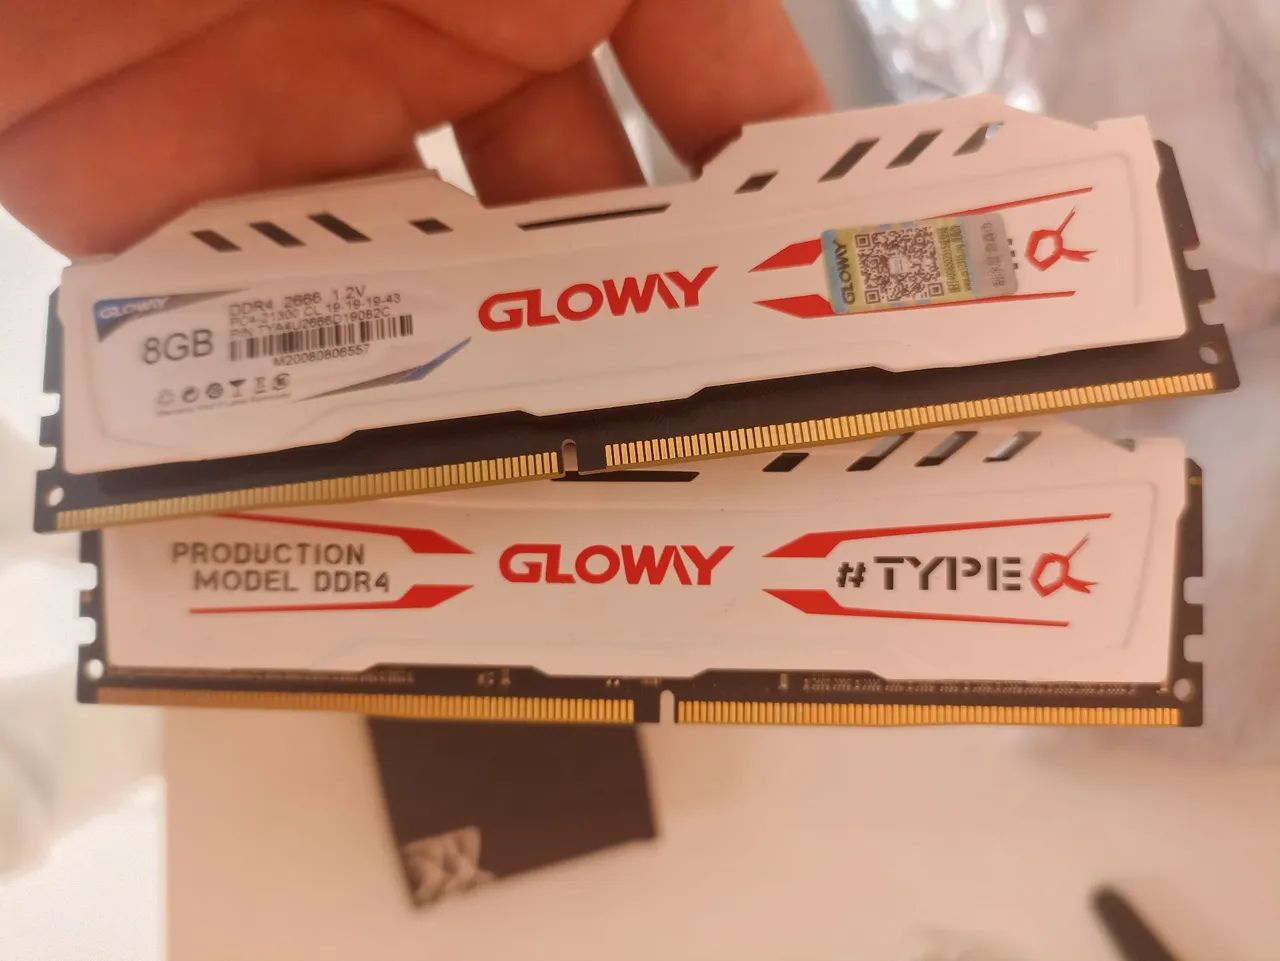 GLOWAY
8GB
DDR4 2666 1.2V
PC4-21300 CL 19-19-19-43
P/N:TYA4U2666D19082C
M20080806557
GLOWAY
GLOWAY
PRODUCTION
MODEL DDR4
GLOWAY
#TYPE α